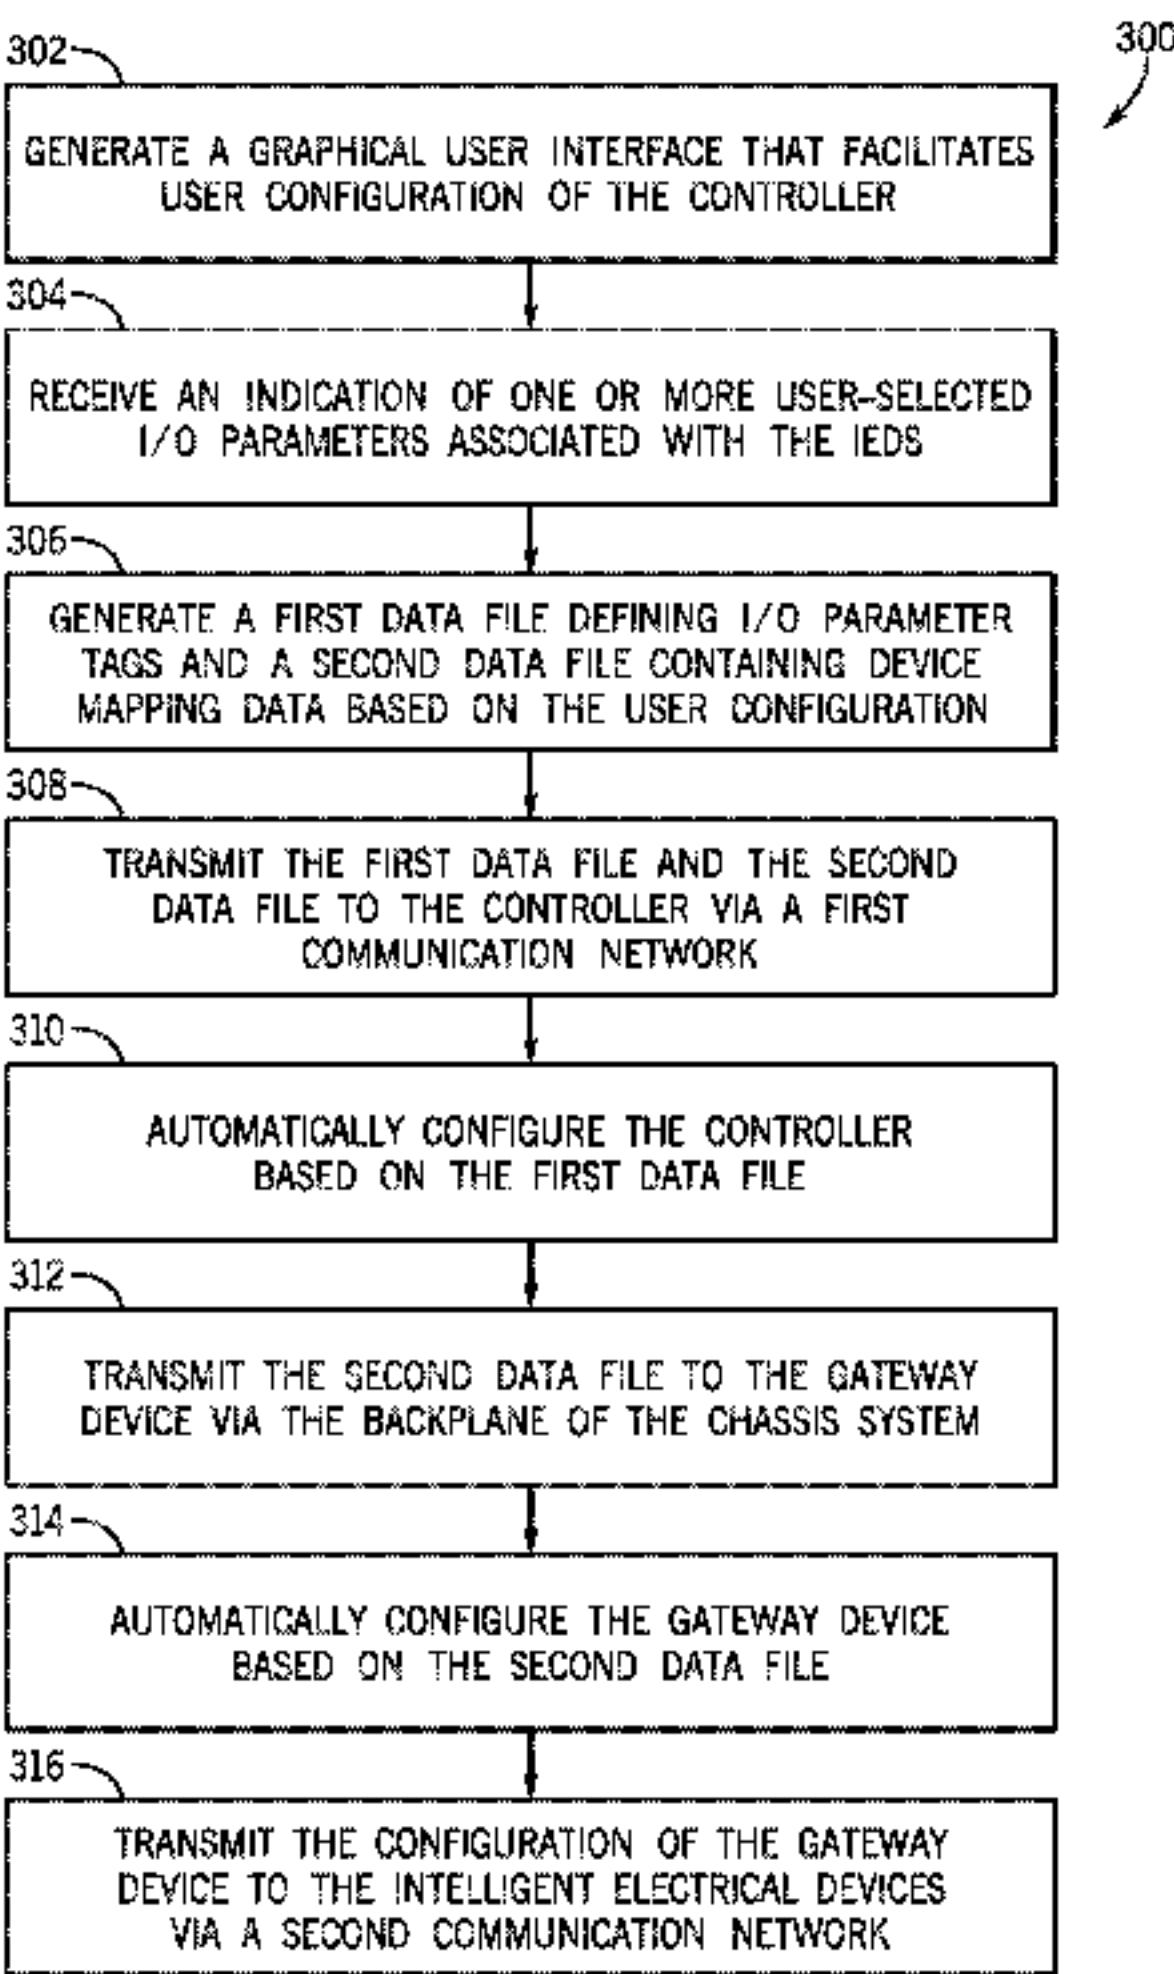 300
302
GENERATE A GRAPHICAL USER INTERFACE THAT FACILITATES
USER CONFIGURATION OF THE CONTROLLER
304
RECEIVE AN INDICATION OF ONE OR MORE USER-SELECTED
I/O PARAMETERS ASSOCIATED WITH THE IEDS
306
GENERATE A FIRST DATA FILE DEFINING I/O PARAMETER
TAGS AND A SECOND DATA FILE CONTAINING DEVICE
MAPPING DATA BASED ON THE USER CONFIGURATION
308
TRANSMIT THE FIRST DATA FILE AND THE SECOND
DATA FILE TO THE CONTROLLER VIA A FIRST
COMMUNICATION NETWORK
310
AUTOMATICALLY CONFIGURE THE CONTROLLER
BASED ON THE FIRST DATA FILE
312
TRANSMIT THE SECOND DATA FILE TO THE GATEWAY
DEVICE VIA THE BACKPLANE OF THE CHASSIS SYSTEM
314
AUTOMATICALLY CONFIGURE THE GATEWAY DEVICE
BASED ON THE SECOND DATA FILE
316
TRANSMIT THE CONFIGURATION OF THE GATEWAY
DEVICE TO THE INTELLIGENT ELECTRICAL DEVICES
VIA A SECOND COMMUNICATION NETWORK